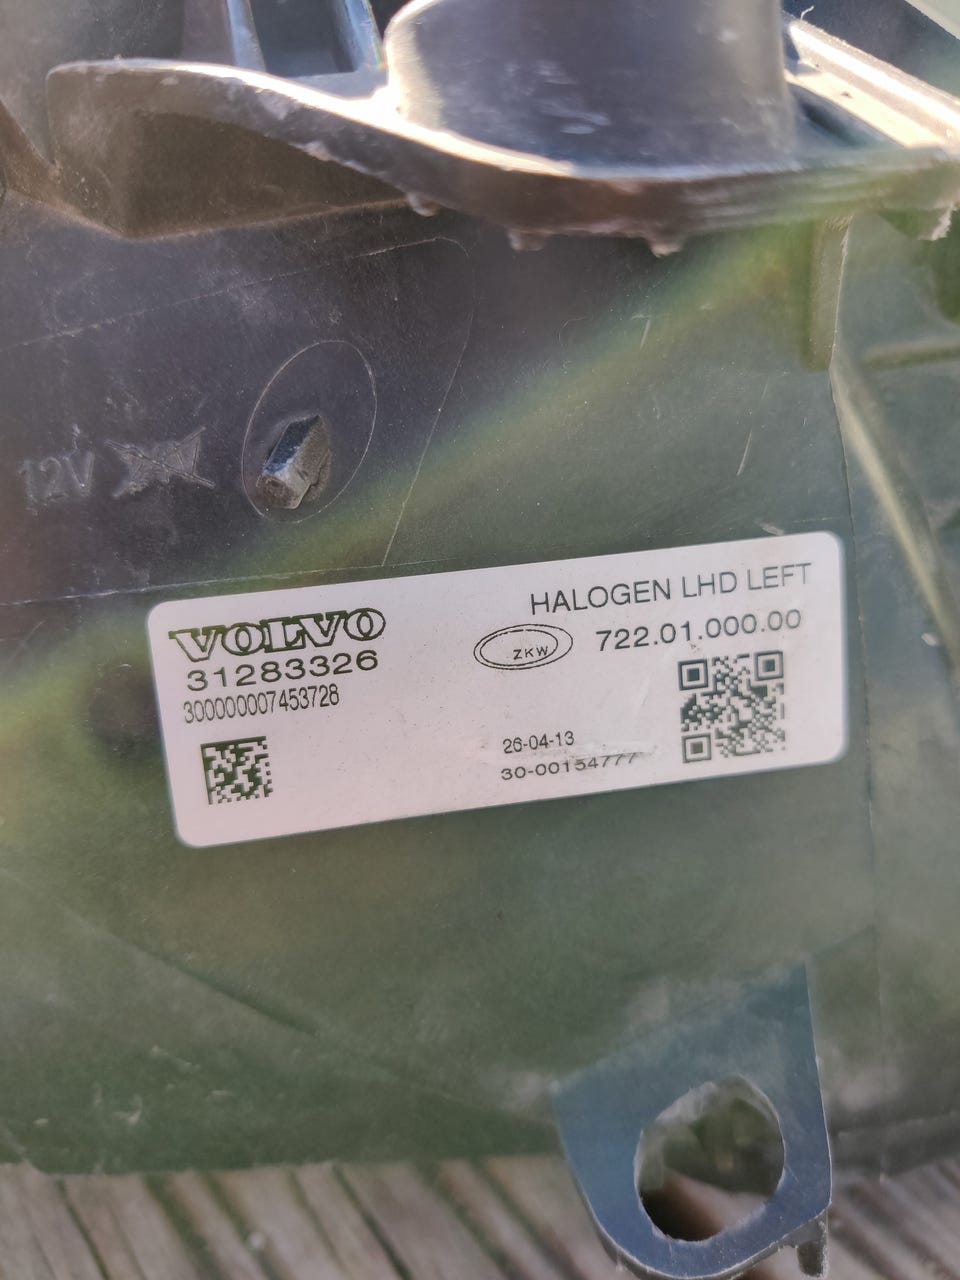 12V
VOLVO
31283326
300000007453728
HALOGEN LHD LEFT
ZKW
722.01.000.00
26-04-13
30-00154777